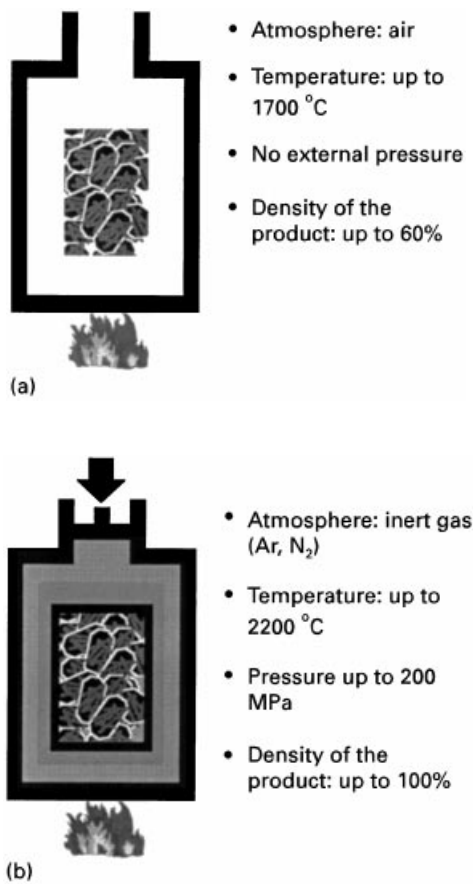 • Atmosphere: air
• Temperature: up to
1700 °C
• No external pressure
• Density of the
product: up to 60%
(a)
• Atmosphere: inert gas
(Ar, N₂)
• Temperature: up to
2200 °C
• Pressure up to 200
MPa
• Density of the
product: up to 100%
(b)